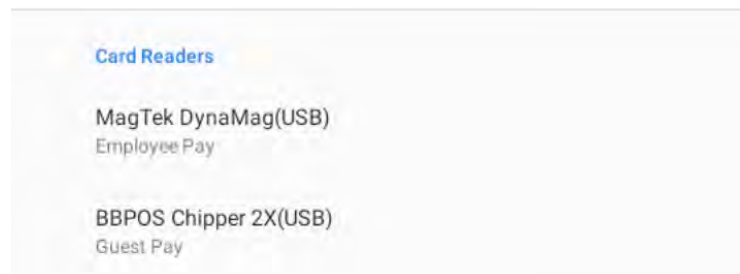 Card Readers
MagTek DynaMag(USB)
Employee Pay
BBPOS Chipper 2X(USB)
Guest Pay